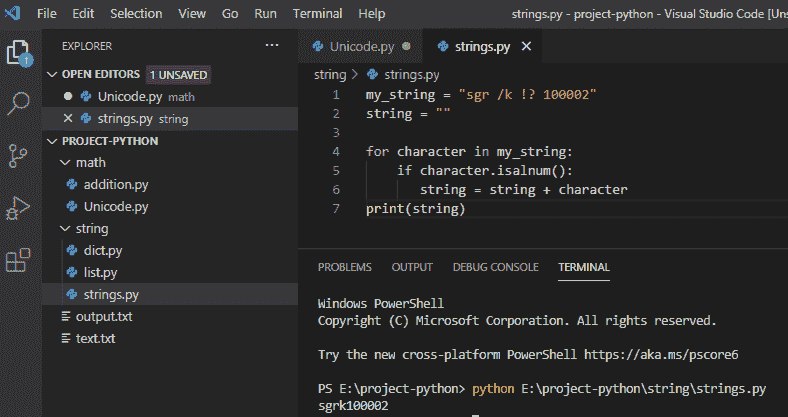 File Edit Selection View Go Run Terminal Help strings.py - project-python - Visual Studio Code [Uns
EXPLORER ...
OPEN EDITORS 1 UNSAVED
Unicode.py math
strings.py string
PROJECT-PYTHON
math
addition.py
Unicode.py
string
dict.py
list.py
strings.py
output.txt
text.txt
1
Unicode.py strings.py
string > strings.py
1 my_string = "sgr /k !? 100002"
2 string = ""
3
4 for character in my_string:
5 if character.isalnum():
6 string = string + character
7 print(string)
PROBLEMS OUTPUT DEBUG CONSOLE TERMINAL
Windows PowerShell
Copyright (C) Microsoft Corporation. All rights reserved.
Try the new cross-platform PowerShell https://aka.ms/pscore6
PS E:\project-python> python E:\project-python\string\strings.py
sgrk100002